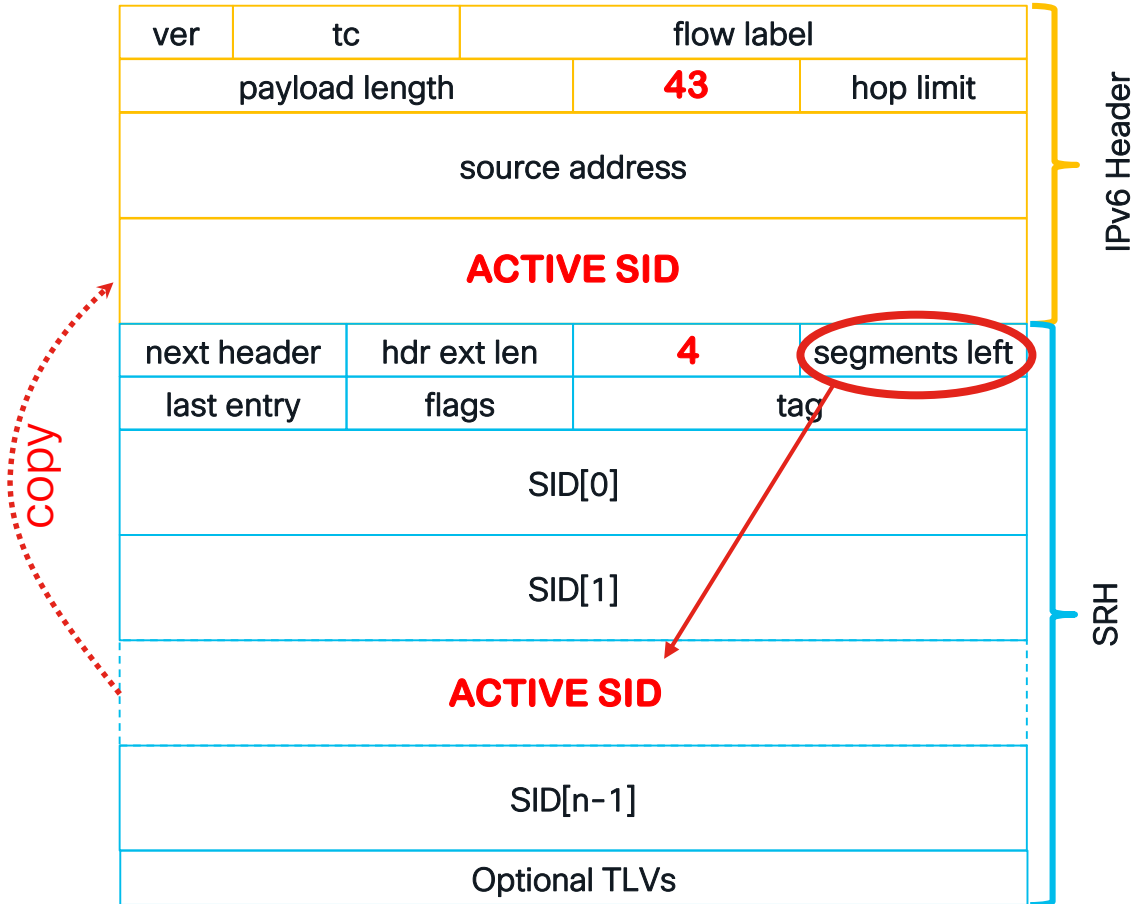 ver tc flow label
payload length 43 hop limit
source address
ACTIVE SID
IPv6 Header
next header hdr ext len 4 segments left
last entry flags tag
copy
SID[0]
SID[1]
SRH
ACTIVE SID
SID[n-1]
Optional TLVs